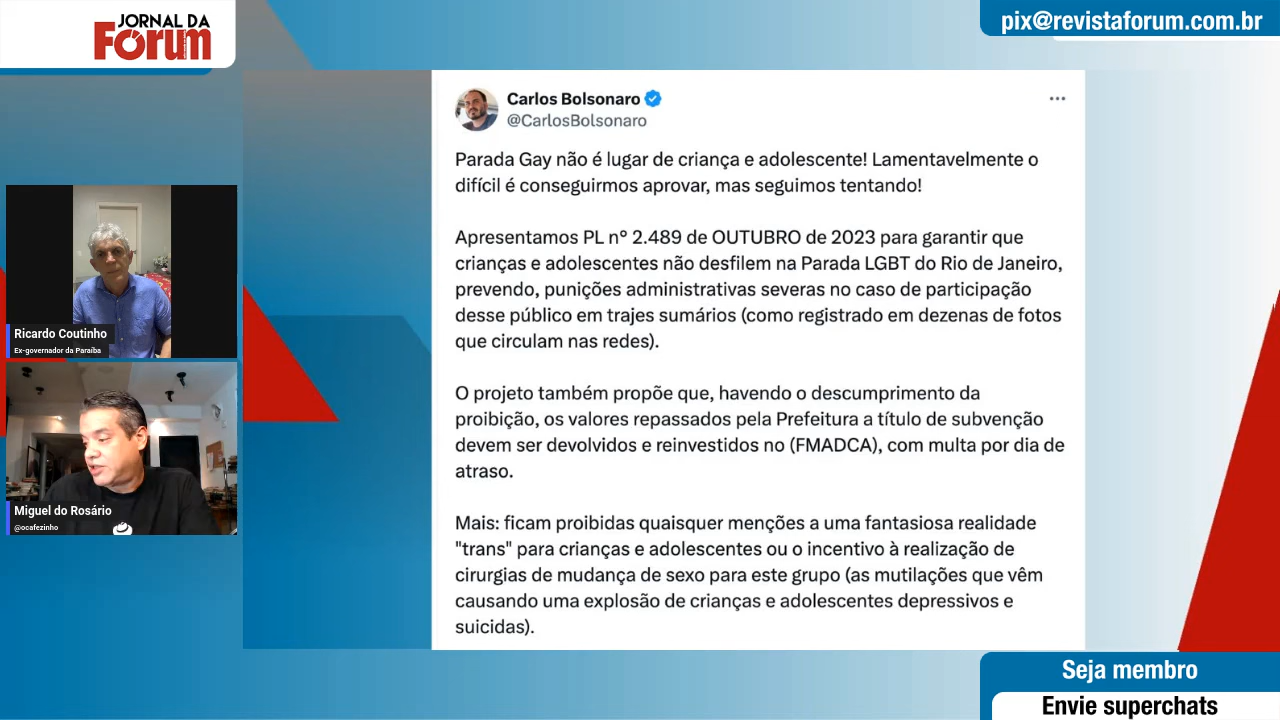 JORNAL DA
Fórum
pix@revistaforum.com.br
Carlos Bolsonaro
@CarlosBolsonaro
Parada Gay não é lugar de criança e adolescente! Lamentavelmente o
difícil é conseguirmos aprovar, mas seguimos tentando!
Apresentamos PL n° 2.489 de OUTUBRO de 2023 para garantir que
crianças e adolescentes não desfilem na Parada LGBT do Rio de Janeiro,
prevendo, punições administrativas severas no caso de participação
desse público em trajes sumários (como registrado em dezenas de fotos
que circulam nas redes).
O projeto também propõe que, havendo o descumprimento da
proibição, os valores repassados pela Prefeitura a título de subvenção
devem ser devolvidos e reinvestidos no (FMADCA), com multa por dia de
atraso.
Mais: ficam proibidas quaisquer menções a uma fantasiosa realidade
"trans" para crianças e adolescentes ou o incentivo à realização de
cirurgias de mudança de sexo para este grupo (as mutilações que vêm
causando uma explosão de crianças e adolescentes depressivos e
suicidas).
Ricardo Coutinho
Ex-governador da Paraíba
Miguel do Rosário
@ocafezinho
Seja membro
Envie superchats